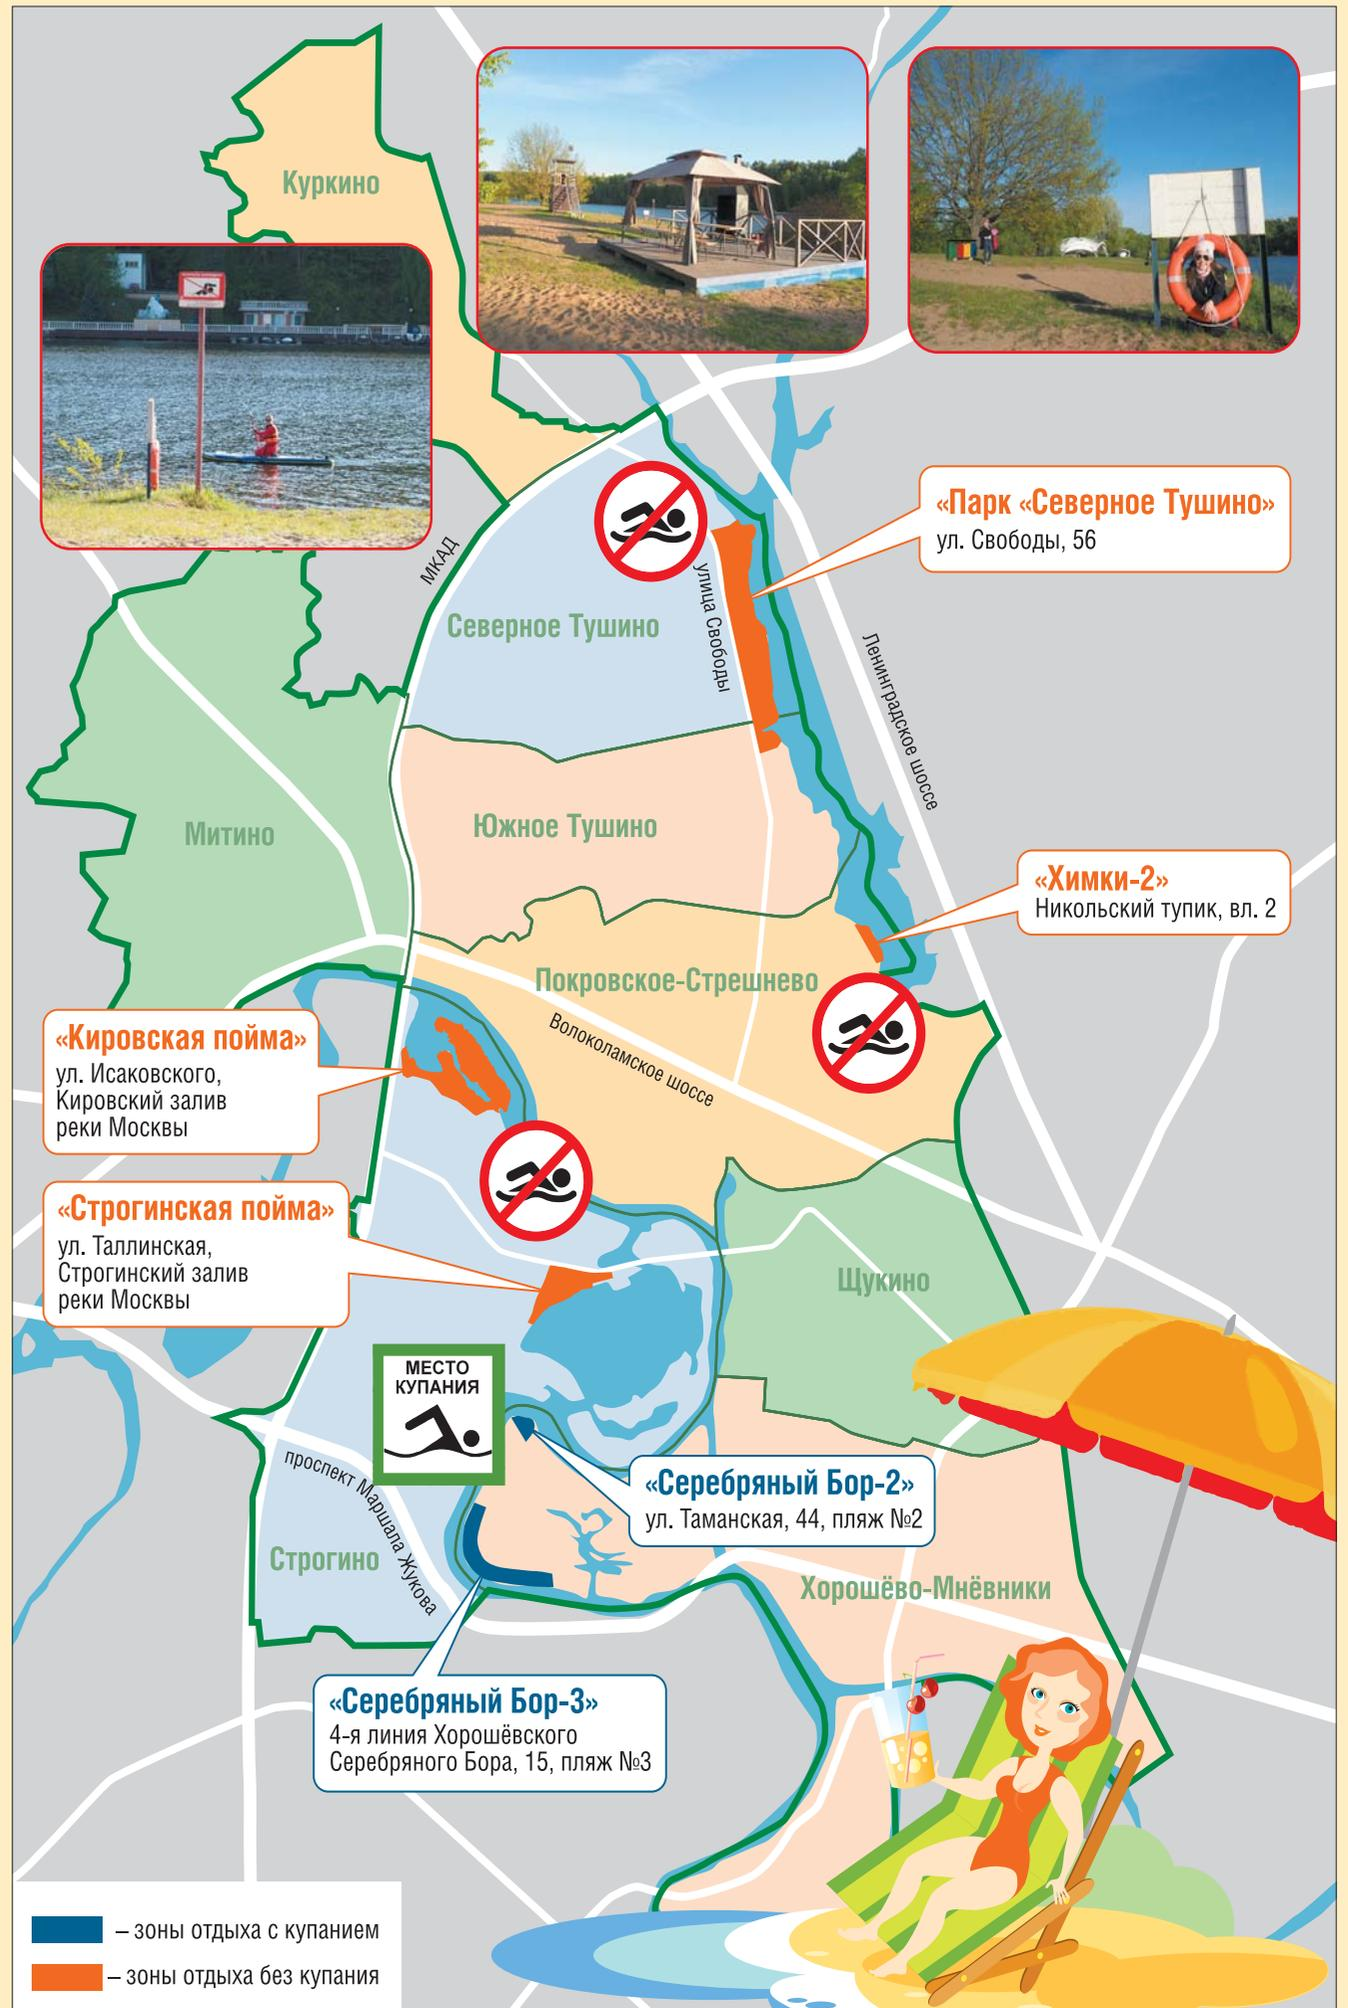 Куркино
«Парк «Северное Тушино»
ул. Свободы, 56
МКАД
улица Свободы
Северное Тушино
Ленинградское шоссе
Южное Тушино
Митино
«Химки-2»
Никольский тупик, вл. 2
Покровское-Стрешнево
Волоколамское шоссе
«Кировская пойма»
ул. Исаковского,
Кировский залив
реки Москвы
«Строгинская пойма»
ул. Таллинская,
Строгинский залив
реки Москвы
Щукино
МЕСТО
КУПАНИЯ
«Серебряный Бор-2»
ул. Таманская, 44, пляж №2
проспект Маршала Жукова
Строгино
Хорошёво-Мнёвники
«Серебряный Бор-3»
4-я линия Хорошёвского
Серебряного Бора, 15, пляж №3
– зоны отдыха с купанием
– зоны отдыха без купания